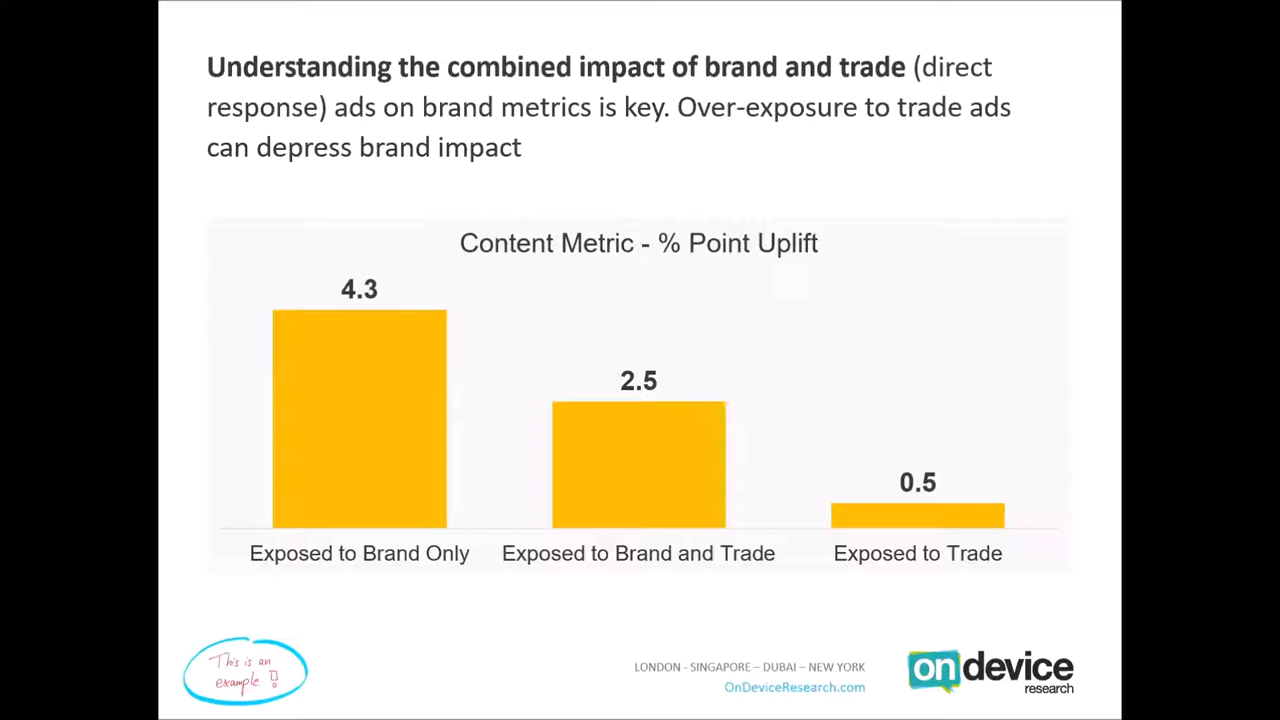 Understanding the combined impact of brand and trade (direct
response) ads on brand metrics is key. Over-exposure to trade ads
can depress brand impact
Content Metric - % Point Uplift
4.3
2.5
0.5
Exposed to Brand Only
Exposed to Brand and Trade
Exposed to Trade
This is an
example !
LONDON - SINGAPORE – DUBAI – NEW YORK
OnDeviceResearch.com
on device
research